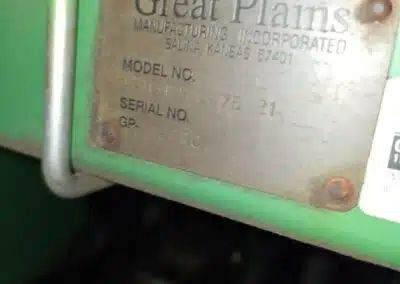 Great Plains
MANUFACTURING INCORPORATED
SALINA, KANSAS 67401
MODEL NO.
SERIAL NO.
GP-